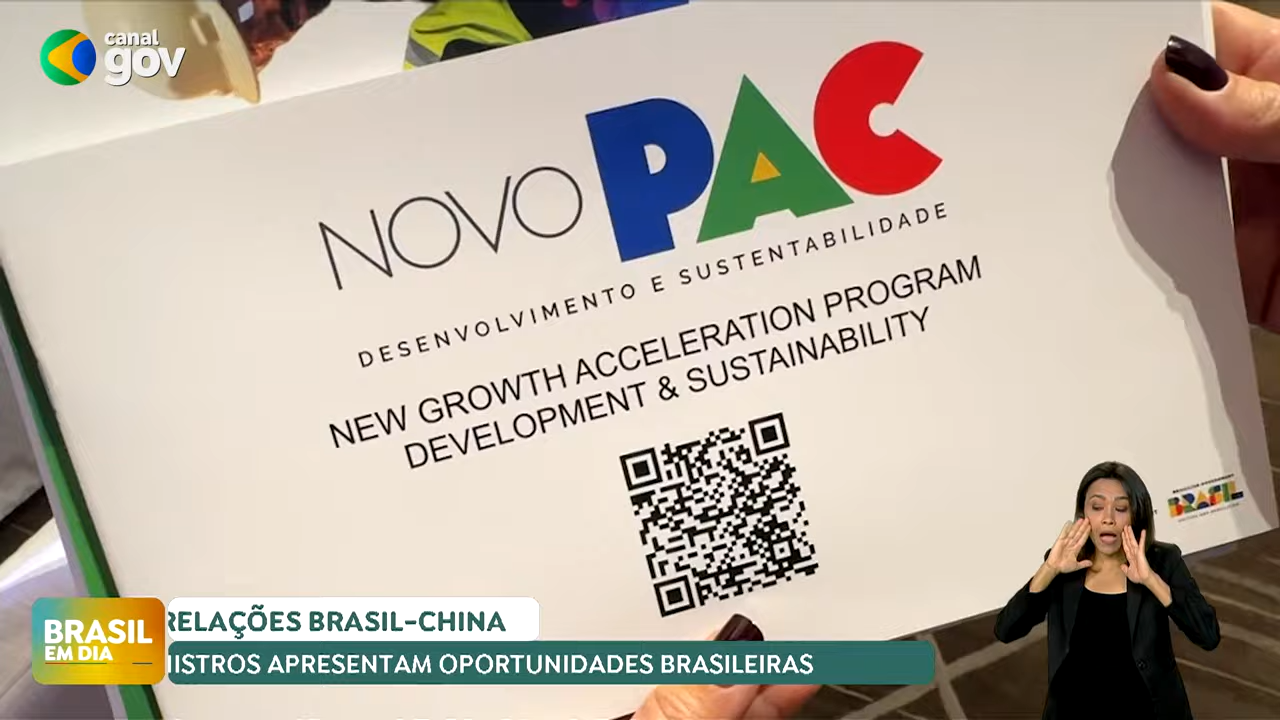 canal
gov
NOVO PAC
DESENVOLVIMENTO E SUSTENTABILIDADE
NEW GROWTH ACCELERATION PROGRAM
DEVELOPMENT & SUSTAINABILITY
BRASIL
BRASIL
EM DIA
RELAÇÕES BRASIL-CHINA
NISTROS APRESENTAM OPORTUNIDADES BRASILEIRAS